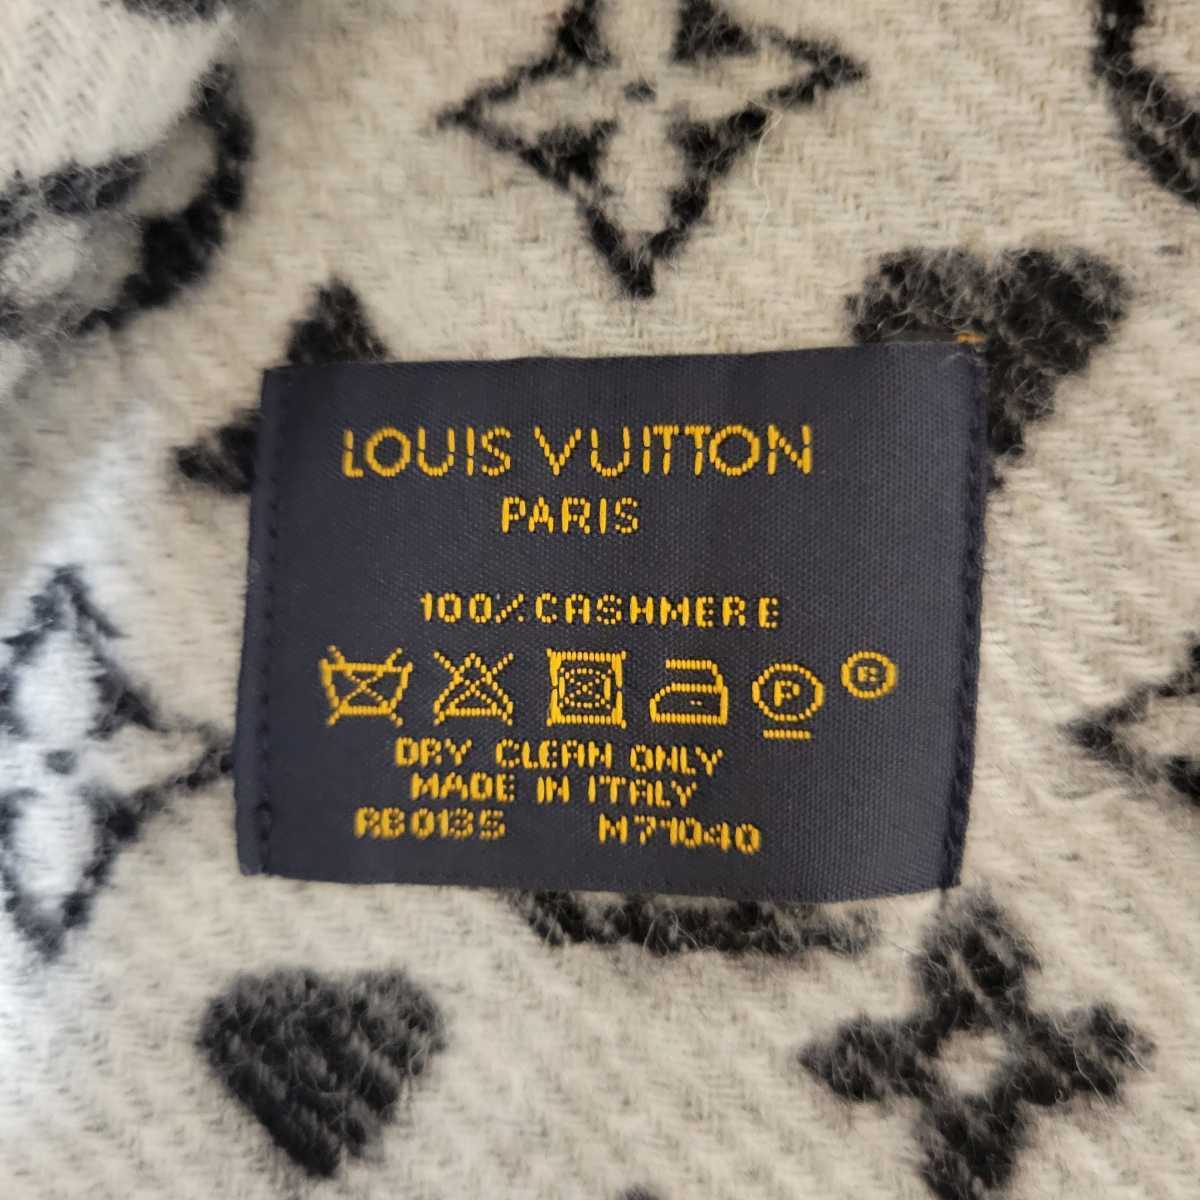 LOUIS VUITTON
PARIS
100% CASHMERE
P ®
DRY CLEAN ONLY
MADE IN ITALY
RB0135 M71040